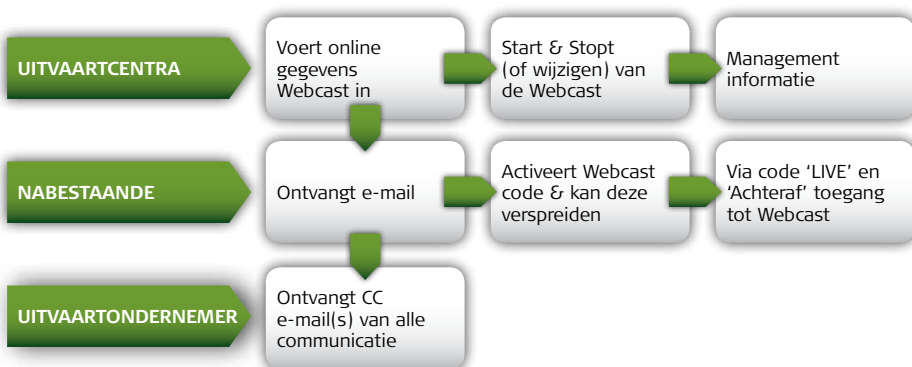 UITVAARTCENTRA
Voert online
gegevens
Webcast in
Start & Stopt
(of wijzigen) van
de Webcast
Management
informatie
NABESTAANDE
Ontvangt e-mail
Activeert Webcast
code & kan deze
verspreiden
Via code ‘LIVE’ en
‘Achteraf’ toegang
tot Webcast
UITVAARTONDERNEMER
Ontvangt CC
e-mail(s) van alle
communicatie